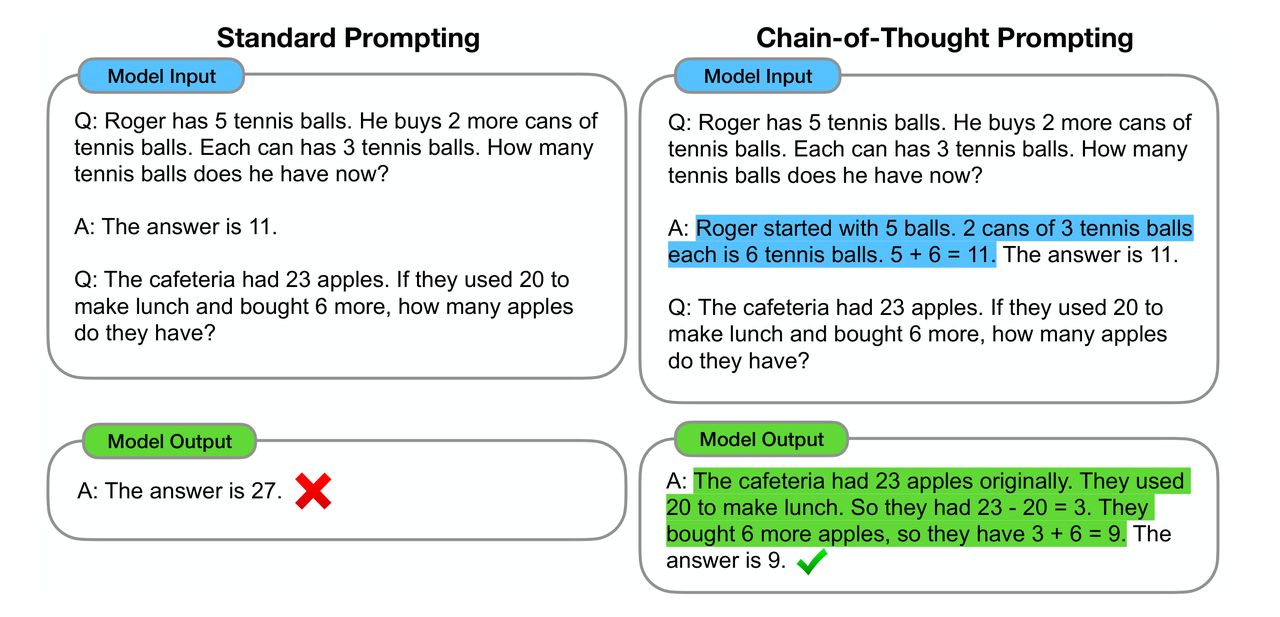 Standard Prompting
Model Input
Q: Roger has 5 tennis balls. He buys 2 more cans of
tennis balls. Each can has 3 tennis balls. How many
tennis balls does he have now?
A: The answer is 11.
Q: The cafeteria had 23 apples. If they used 20 to
make lunch and bought 6 more, how many apples
do they have?
Model Output
A: The answer is 27.
Chain-of-Thought Prompting
Model Input
Q: Roger has 5 tennis balls. He buys 2 more cans of
tennis balls. Each can has 3 tennis balls. How many
tennis balls does he have now?
A: Roger started with 5 balls. 2 cans of 3 tennis balls
each is 6 tennis balls. 5 + 6 = 11. The answer is 11.
Q: The cafeteria had 23 apples. If they used 20 to
make lunch and bought 6 more, how many apples
do they have?
Model Output
A: The cafeteria had 23 apples originally. They used
20 to make lunch. So they had 23 - 20 = 3. They
bought 6 more apples, so they have 3 + 6 = 9. The
answer is 9.